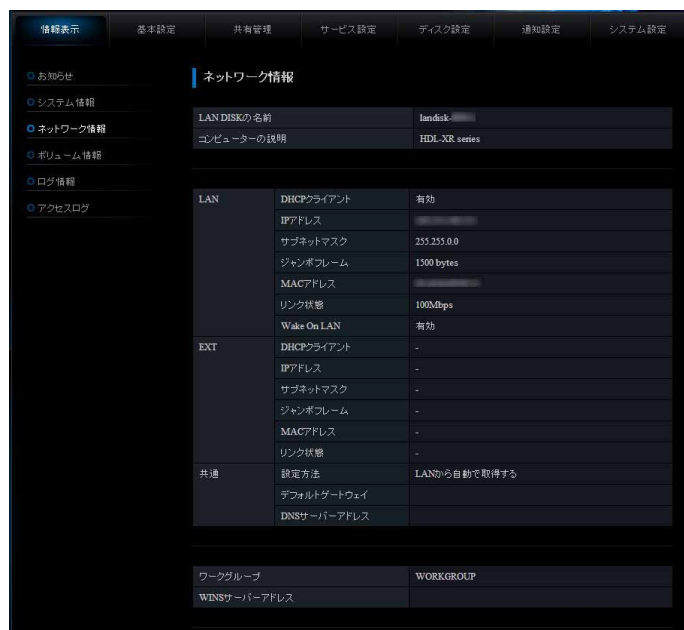 情報表示 基本設定 共有管理 サービス設定 ディスク設定 通知設定 システム設定
お知らせ
システム情報
ネットワーク情報
ボリューム情報
ログ情報
アクセスログ
ネットワーク情報
LAN DISKの名前 landisk-
コンピューターの説明 HDL-XR series
LAN DHCPクライアント 有効
IPアドレス
サブネットマスク 255.255.0.0
ジャンボフレーム 1500 bytes
MACアドレス
リンク状態 100Mbps
Wake On LAN 有効
EXT DHCPクライアント -
IPアドレス -
サブネットマスク -
ジャンボフレーム -
MACアドレス -
リンク状態 -
共通 設定方法 LANから自動で取得する
デフォルトゲートウェイ
DNSサーバーアドレス
ワークグループ WORKGROUP
WINSサーバーアドレス